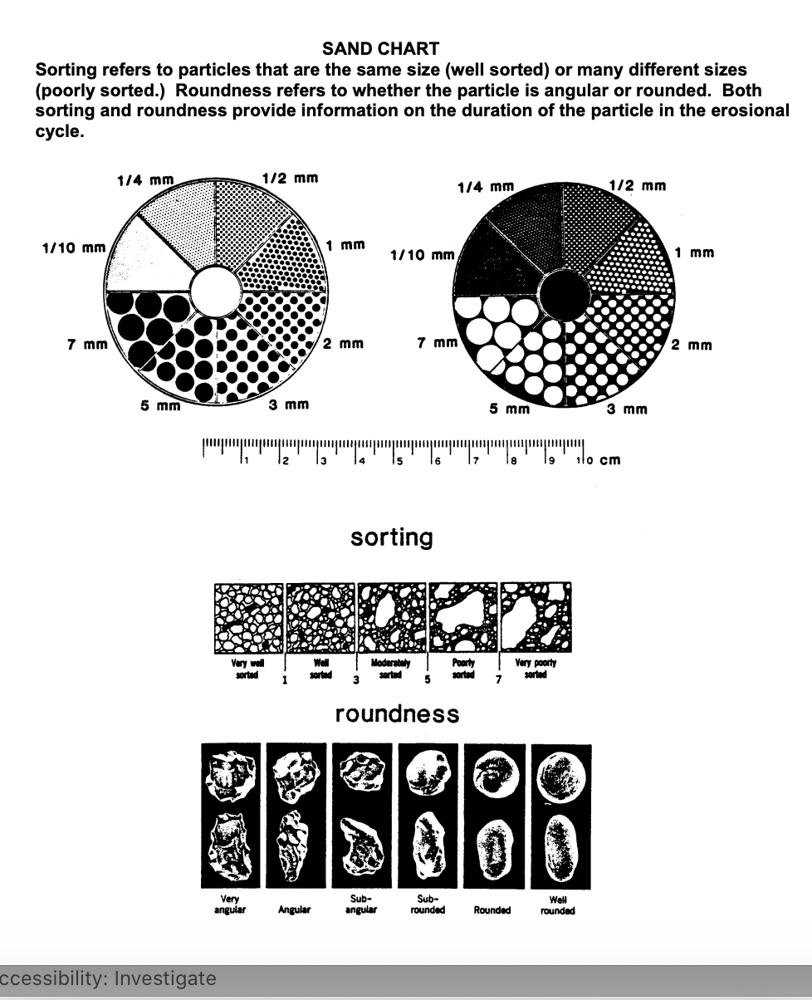 SAND CHART
Sorting refers to particles that are the same size (well sorted) or many different sizes
(poorly sorted.)  Roundness refers to whether the particle is angular or rounded.  Both
sorting and roundness provide information on the duration of the particle in the erosional
cycle.
1/4 mm
1/2 mm
1/10 mm
1 mm
7 mm
2 mm
5 mm
3 mm
1/4 mm
1/2 mm
1/10 mm
1 mm
7 mm
2 mm
5 mm
3 mm
1 2 3 4 5 6 7 8 9 10 cm
sorting
Very well
sorted
1
Well
sorted
3
Moderately
sorted
5
Poorly
sorted
7
Very poorly
sorted
roundness
Very
angular
Angular
Sub-
angular
Sub-
rounded
Rounded
Well
rounded
ccessibility: Investigate